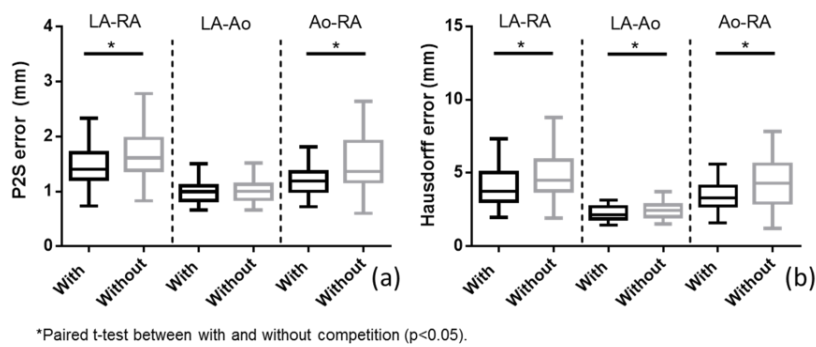 LA-RA LA-Ao Ao-RA
*
*
P2S error (mm)
4
3
2
1
0
With Without With Without With Without
(a)
LA-RA LA-Ao Ao-RA
*
*
*
Hausdorff error (mm)
15
10
5
0
With Without With Without With Without
(b)
*Paired t-test between with and without competition (p<0.05).